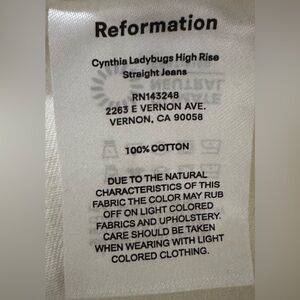 Reformation
Cynthia Ladybugs High Rise
Straight Jeans
RN143248
2263 E VERNON AVE.
VERNON, CA 90058
100% COTTON
DUE TO THE NATURAL
CHARACTERISTICS OF THIS
FABRIC THE COLOR MAY RUB
OFF ON LIGHT COLORED
FABRICS AND UPHOLSTERY.
CARE SHOULD BE TAKEN
WHEN WEARING WITH LIGHT
COLORED CLOTHING.